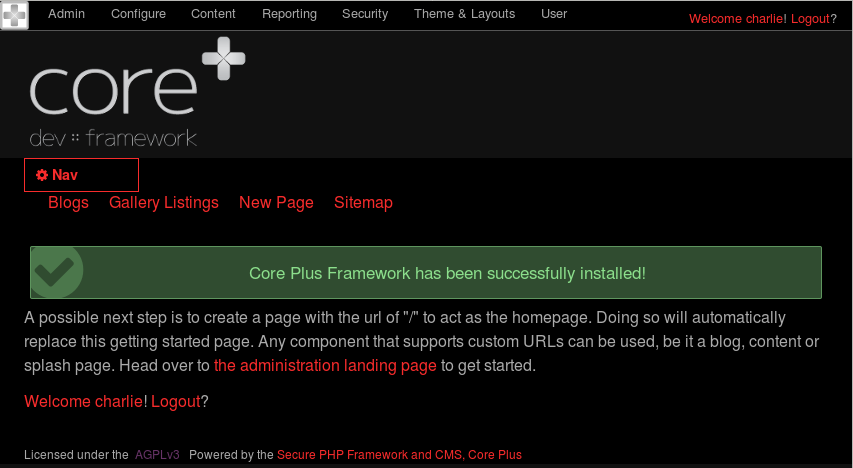 Admin Configure Content Reporting Security Theme & Layouts User Welcome charlie! Logout?
core
dev :: framework
Nav
Blogs Gallery Listings New Page Sitemap
Core Plus Framework has been successfully installed!
A possible next step is to create a page with the url of "/" to act as the homepage. Doing so will automatically
replace this getting started page. Any component that supports custom URLs can be used, be it a blog, content or
splash page. Head over to the administration landing page to get started.
Welcome charlie! Logout?
Licensed under the AGPLv3 Powered by the Secure PHP Framework and CMS, Core Plus